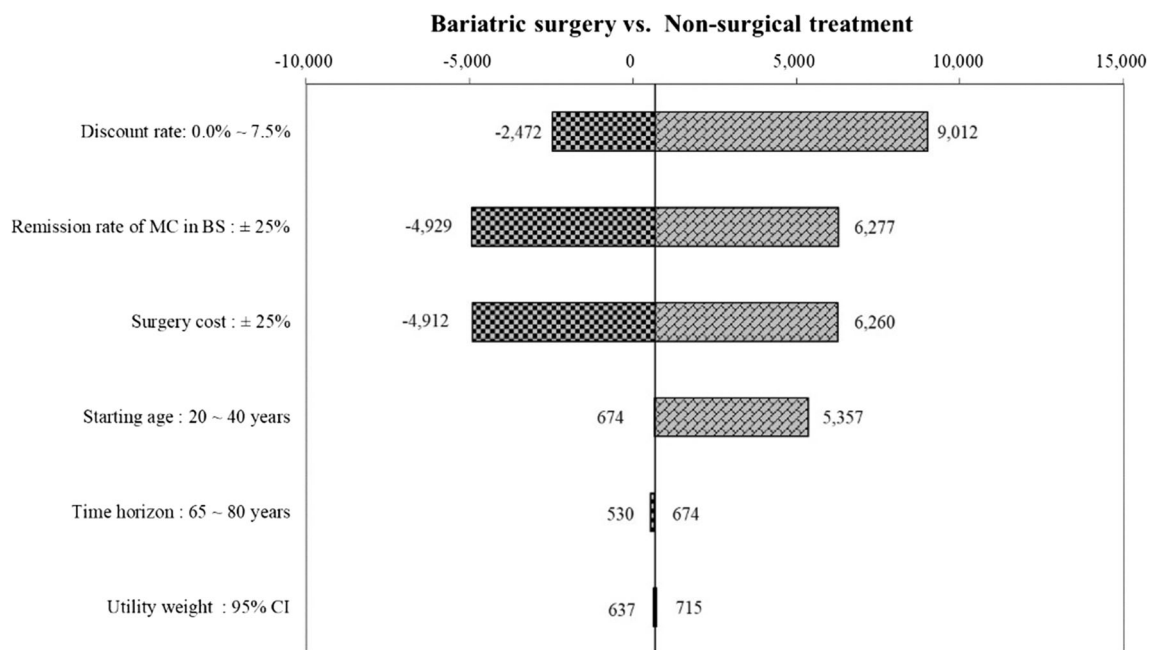 Bariatric surgery vs. Non-surgical treatment
-10,000 -5,000 0 5,000 10,000 15,000
Discount rate: 0.0% ~ 7.5% -2,472 9,012
Remission rate of MC in BS : ± 25% -4,929 6,277
Surgery cost : ± 25% -4,912 6,260
Starting age : 20 ~ 40 years 674 5,357
Time horizon : 65 ~ 80 years 530 674
Utility weight : 95% CI 637 715